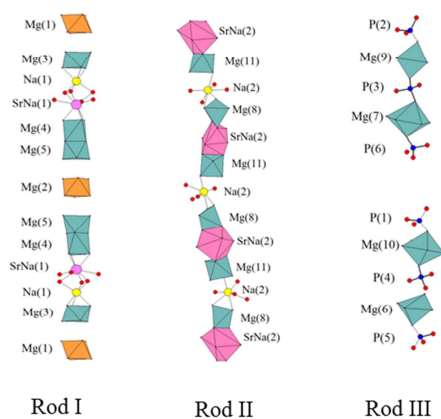 Mg(1)
Mg(3)
Na(1)
SrNa(1)
Mg(4)
Mg(5)
Mg(2)
Mg(5)
Mg(4)
SrNa(1)
Na(1)
Mg(3)
Mg(1)
Rod I
SrNa(2)
Mg(11)
Na(2)
Mg(8)
SrNa(2)
Mg(11)
Na(2)
Mg(8)
SrNa(2)
Mg(11)
Na(2)
Mg(8)
SrNa(2)
Rod II
P(2)
Mg(9)
P(3)
Mg(7)
P(6)
P(1)
Mg(10)
P(4)
Mg(6)
P(5)
Rod III